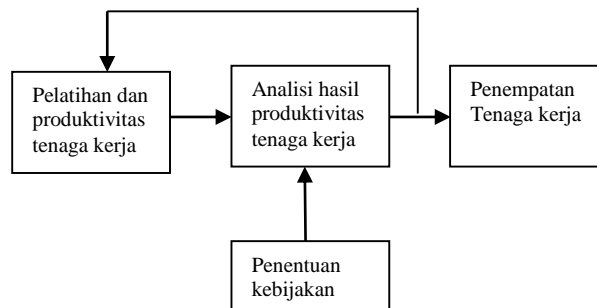 Pelatihan dan
produktivitas
tenaga kerja
Analisi hasil
produktivitas
tenaga kerja
Penempatan
Tenaga kerja
Penentuan
kebijakan